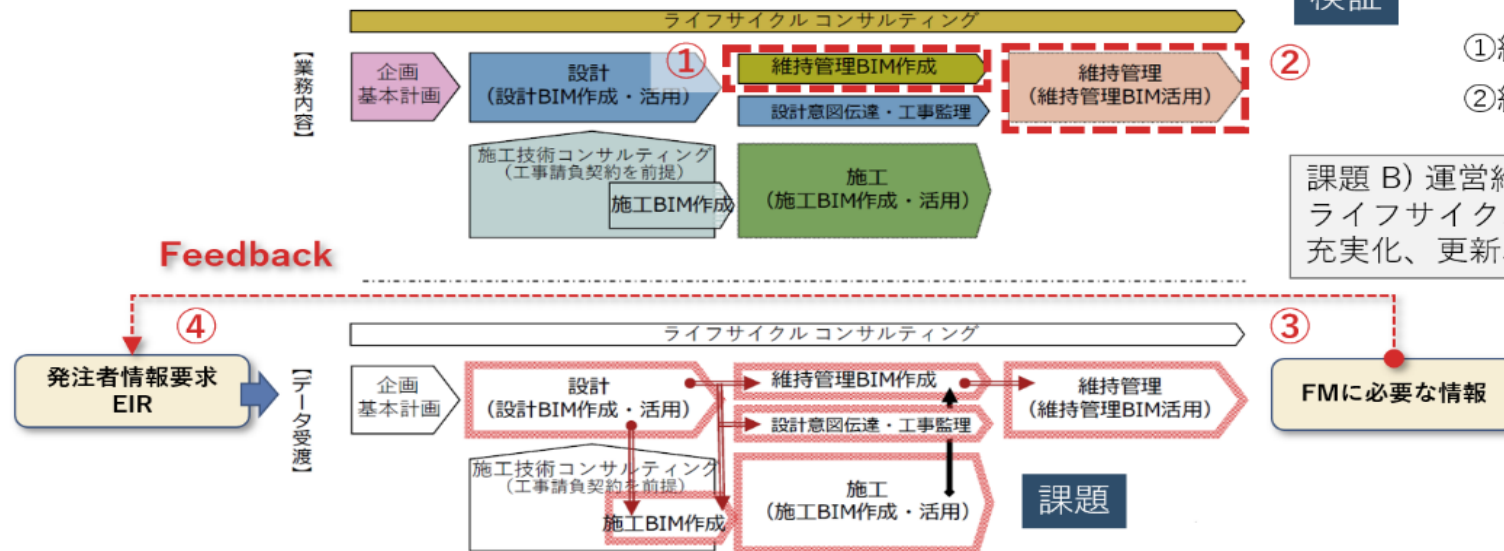 ライフサイクル コンサルティング
検証
【業務内容】
企画
基本計画
設計
（設計BIM作成・活用）
①
維持管理BIM作成
設計意図伝達・工事監理
維持管理
（維持管理BIM活用）
②
①維
②維
施工技術コンサルティング
（工事請負契約を前提）
施工BIM作成
施工
（施工BIM作成・活用）
課題 B) 運営維
ライフサイク
充実化、更新
Feedback
④
ライフサイクル コンサルティング
③
発注者情報要求
EIR
【データ受渡】
企画
基本計画
設計
（設計BIM作成・活用）
維持管理BIM作成
設計意図伝達・工事監理
維持管理
（維持管理BIM活用）
FMに必要な情報
施工技術コンサルティング
（工事請負契約を前提）
施工BIM作成
施工
（施工BIM作成・活用）
課題